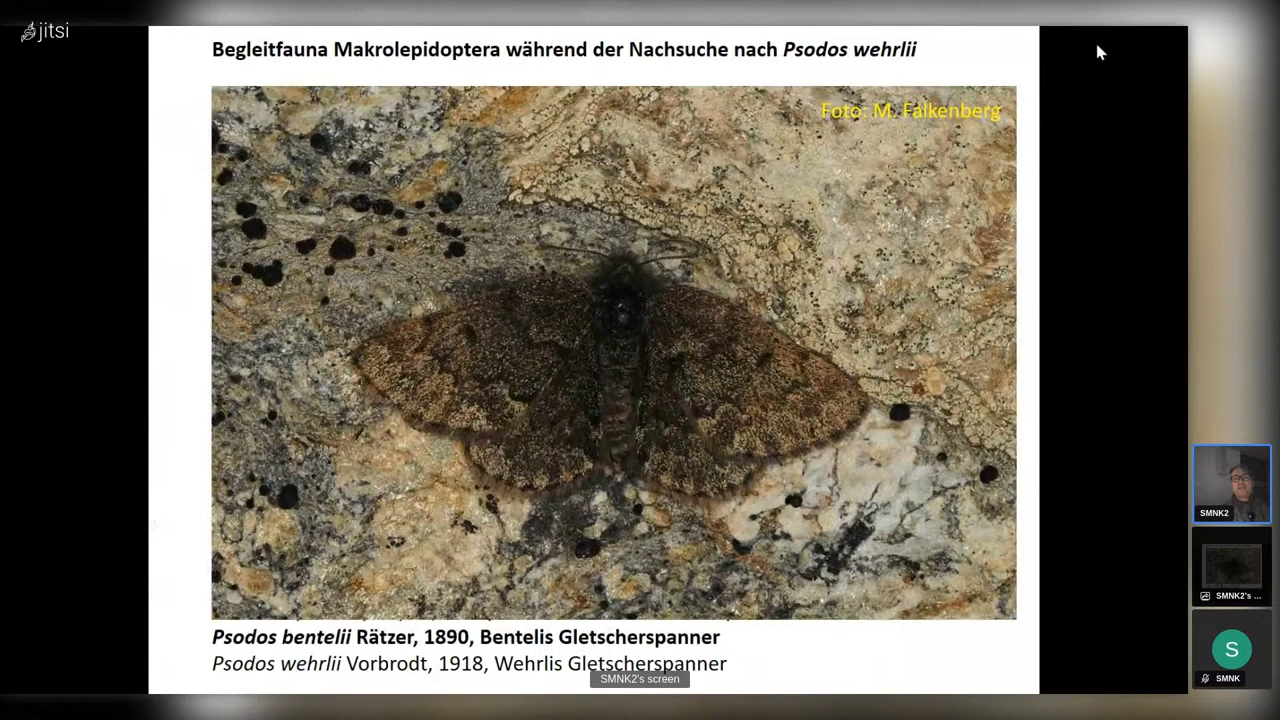 jitsi
Begleitfauna Makrolepidoptera während der Nachsuche nach Psodos wehrlii
Foto: M. Falkenberg
Psodos bentelii Rätzer, 1890, Bentelis Gletscherspanner
Psodos wehrlii Vorbrodt, 1918, Wehrlis Gletscherspanner
SMNK2's screen
SMNK2
SMNK2's ...
S
SMNK